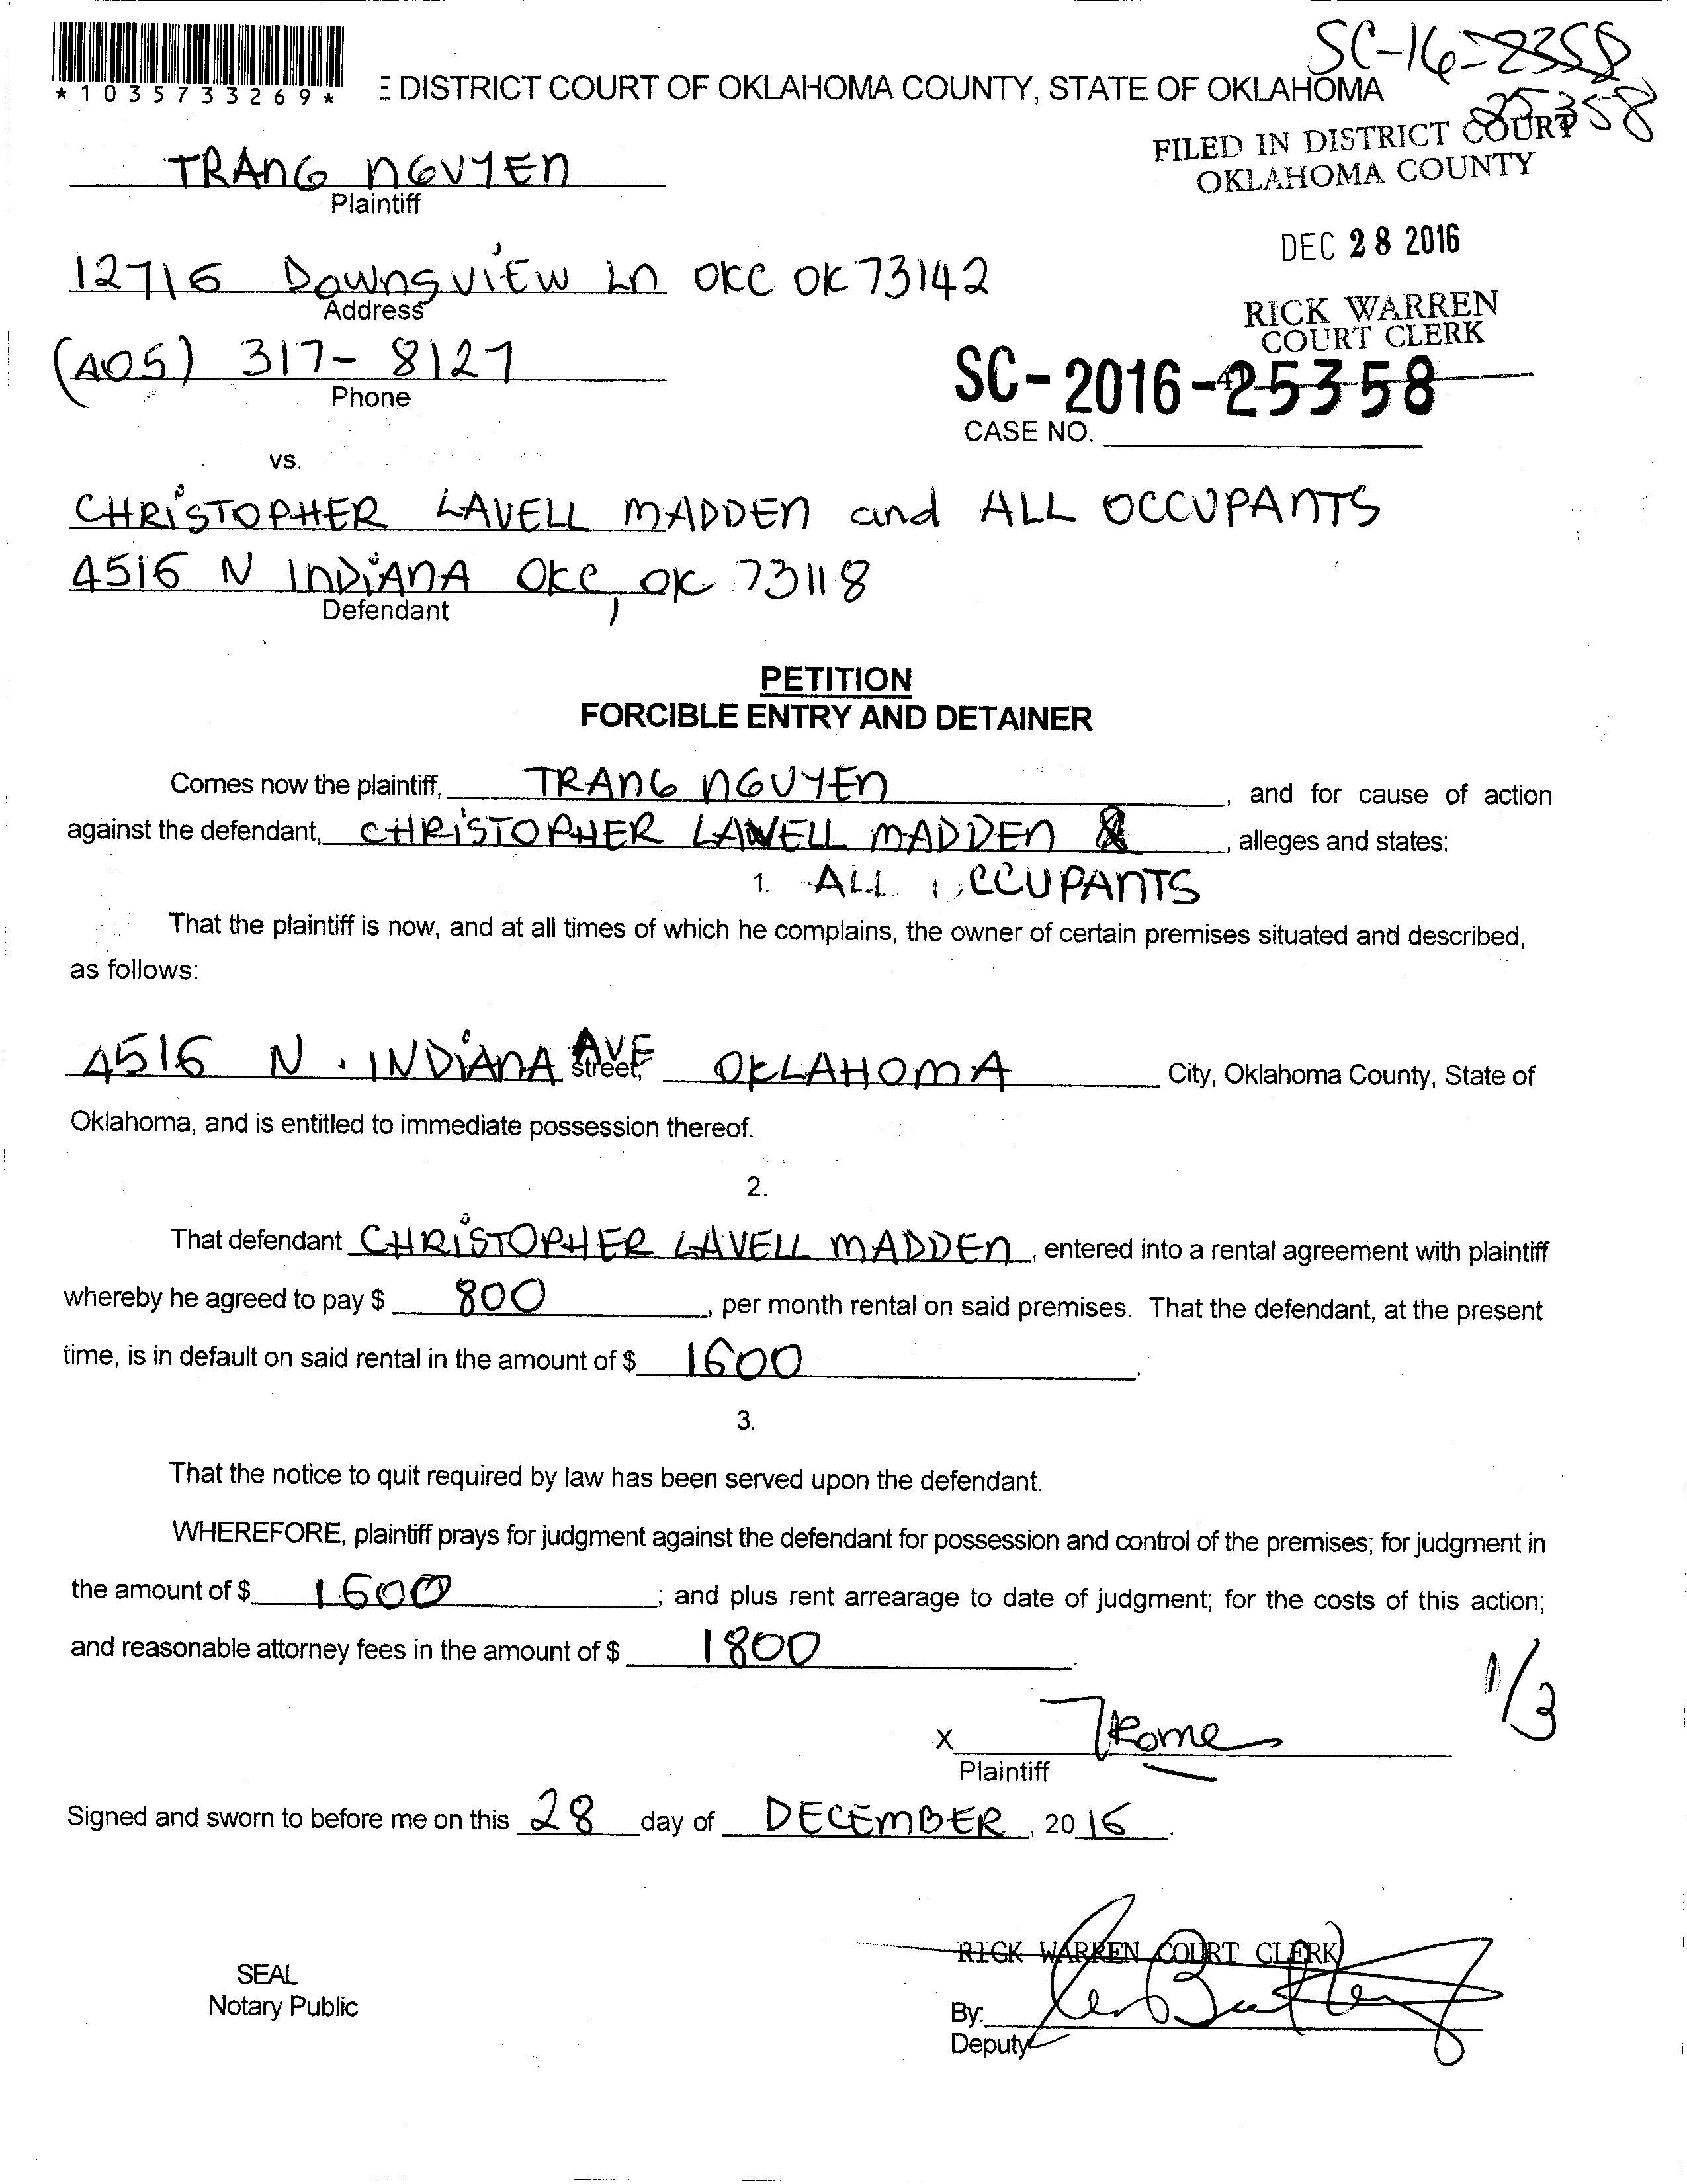 SC-16-2358
25358
*1035733269*
E DISTRICT COURT OF OKLAHOMA COUNTY, STATE OF OKLAHOMA
FILED IN DISTRICT COURT
OKLAHOMA COUNTY
TRANG NGUYEN
Plaintiff
DEC 28 2016
12716 DOWNSVIEW LN OKC OK 73142
Address
RICK WARREN
COURT CLERK
(405) 317-8127
Phone
SC-2016-25358
CASE NO.
vs.
CHRISTOPHER LAVELL MADDEN and ALL OCCUPANTS
4516 N INDIANA OKC, OK 73118
Defendant
PETITION
FORCIBLE ENTRY AND DETAINER
Comes now the plaintiff, TRANG NGUYEN, and for cause of action
against the defendant, CHRISTOPHER LAVELL MADDEN &, alleges and states:
1. ALL OCCUPANTS
That the plaintiff is now, and at all times of which he complains, the owner of certain premises situated and described,
as follows:
4516 N. INDIANA AVE street, OKLAHOMA City, Oklahoma County, State of
Oklahoma, and is entitled to immediate possession thereof.
2.
That defendant CHRISTOPHER LAVELL MADDEN, entered into a rental agreement with plaintiff
whereby he agreed to pay $ 800, per month rental on said premises. That the defendant, at the present
time, is in default on said rental in the amount of $ 1600.
3.
That the notice to quit required by law has been served upon the defendant.
WHEREFORE, plaintiff prays for judgment against the defendant for possession and control of the premises; for judgment in
the amount of $ 1600; and plus rent arrearage to date of judgment; for the costs of this action;
and reasonable attorney fees in the amount of $ 1800.
1/3
x
Plaintiff
Signed and sworn to before me on this 28 day of DECEMBER, 2016.
RICK WARREN COURT CLERK
SEAL
Notary Public
By:
Deputy